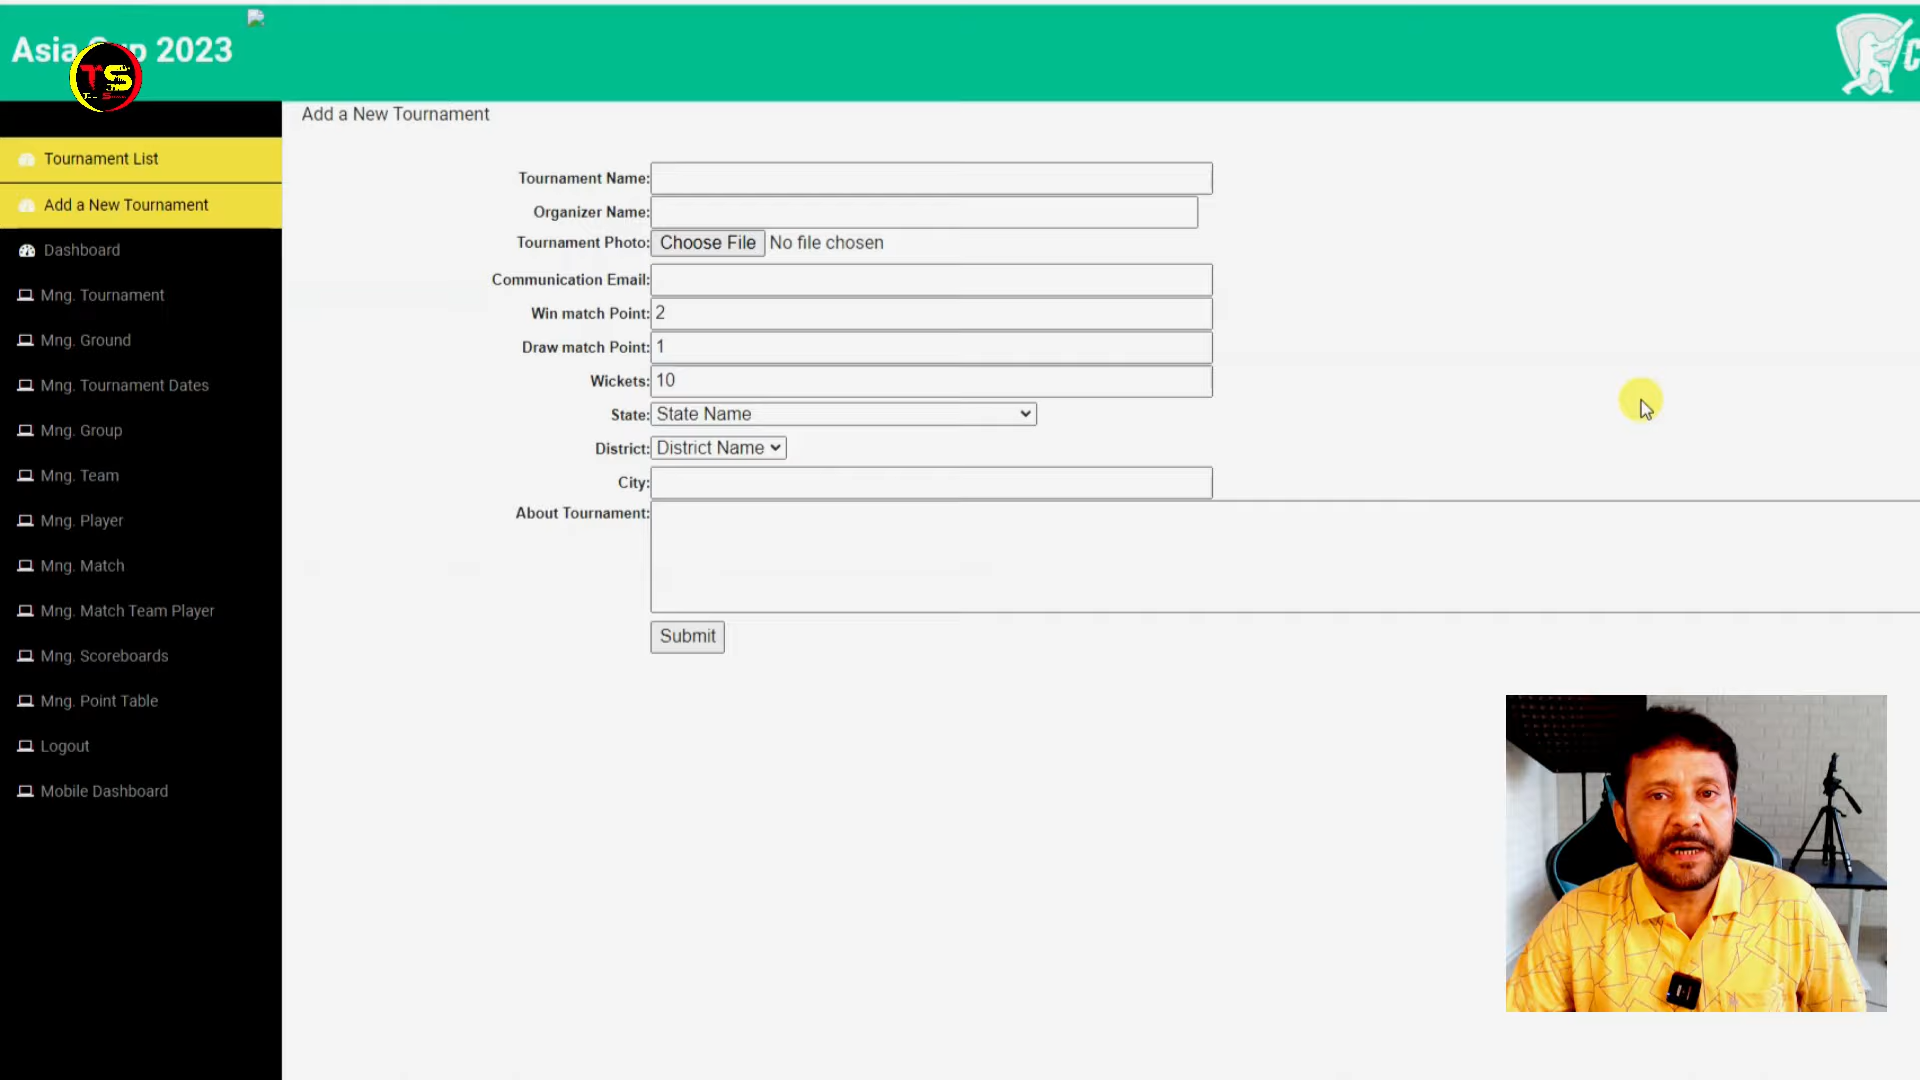 Asia Cup 2023
TS
C
Add a New Tournament
Tournament List
Add a New Tournament
Dashboard
Mng. Tournament
Mng. Ground
Mng. Tournament Dates
Mng. Group
Mng. Team
Mng. Player
Mng. Match
Mng. Match Team Player
Mng. Scoreboards
Mng. Point Table
Logout
Mobile Dashboard
Tournament Name:
Organizer Name:
Tournament Photo: Choose File No file chosen
Communication Email:
Win match Point: 2
Draw match Point: 1
Wickets: 10
State: State Name
District: District Name
City:
About Tournament:
Submit